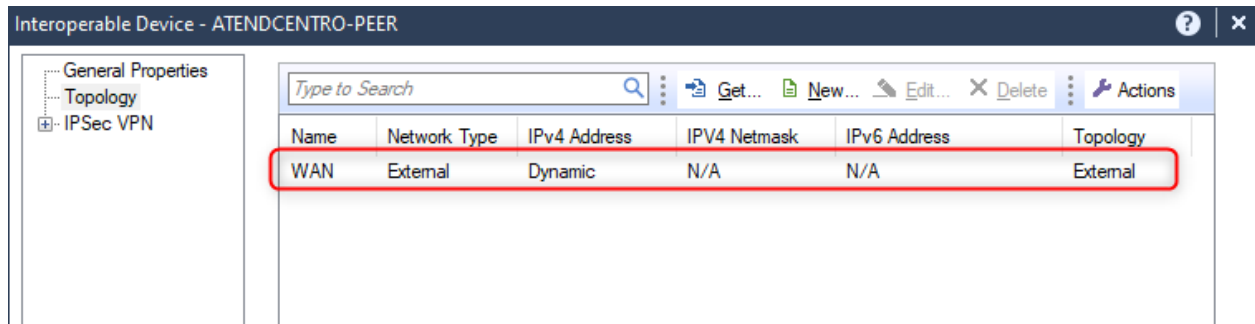 Interoperable Device - ATENDCENTRO-PEER
General Properties
Topology
IPSec VPN
Type to Search
Get... New... Edit... Delete Actions
Name Network Type IPv4 Address IPV4 Netmask IPv6 Address Topology
WAN External Dynamic N/A N/A External